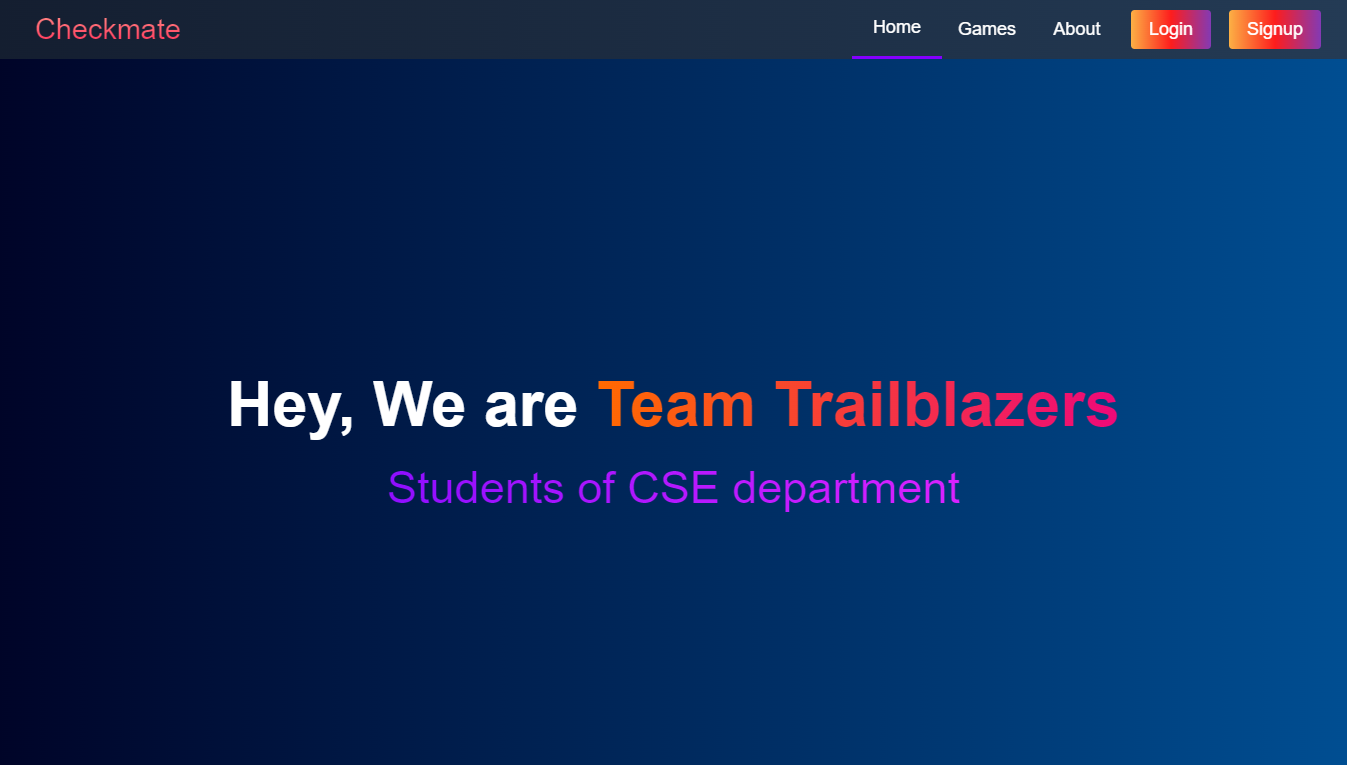 Checkmate Home Games About Login Signup
Hey, We are Team Trailblazers
Students of CSE department